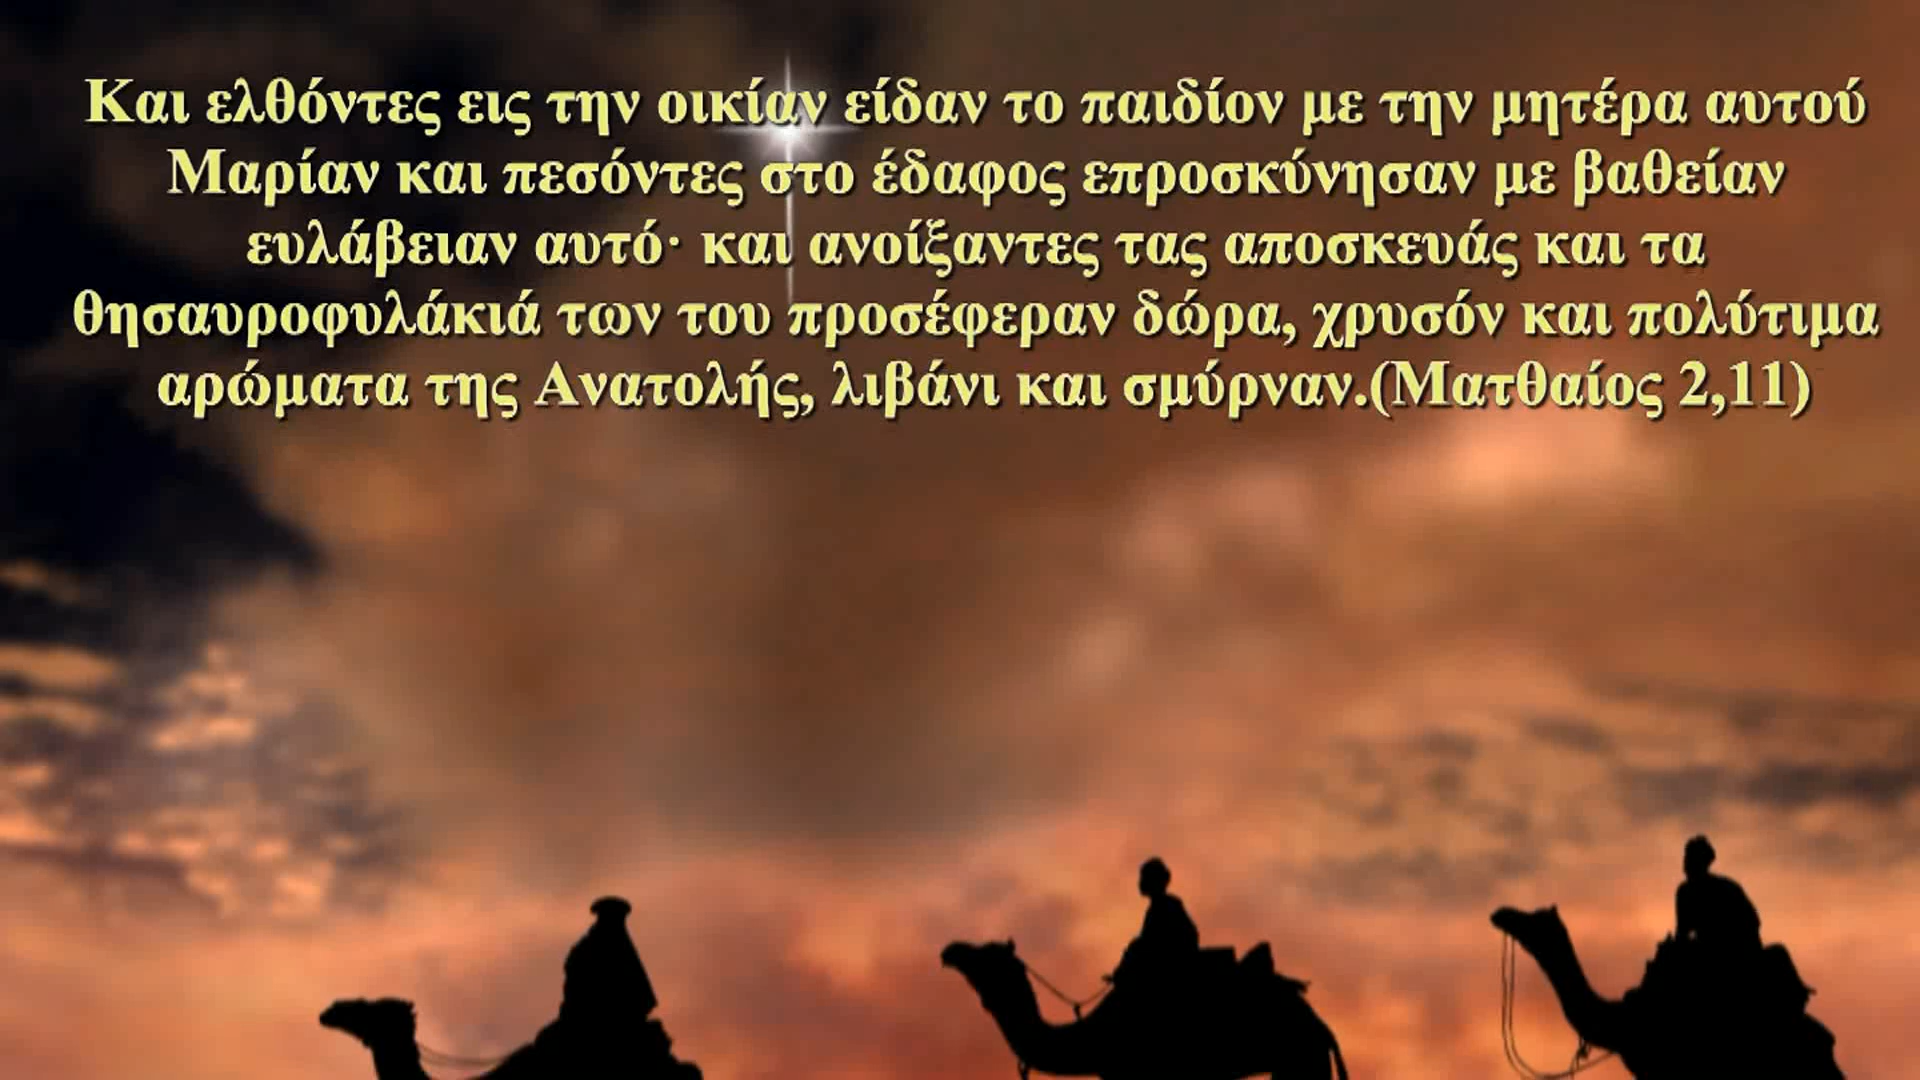 Και ελθόντες εις την οικίαν είδαν το παιδίον με την μητέρα αυτού
Μαρίαν και πεσόντες στο έδαφος επροσκύνησαν με βαθείαν
ευλάβειαν αυτό· και ανοίξαντες τας αποσκευάς και τα
θησαυροφυλάκιά των του προσέφεραν δώρα, χρυσόν και πολύτιμα
αρώματα της Ανατολής, λιβάνι και σμύρναν.(Ματθαίος 2,11)